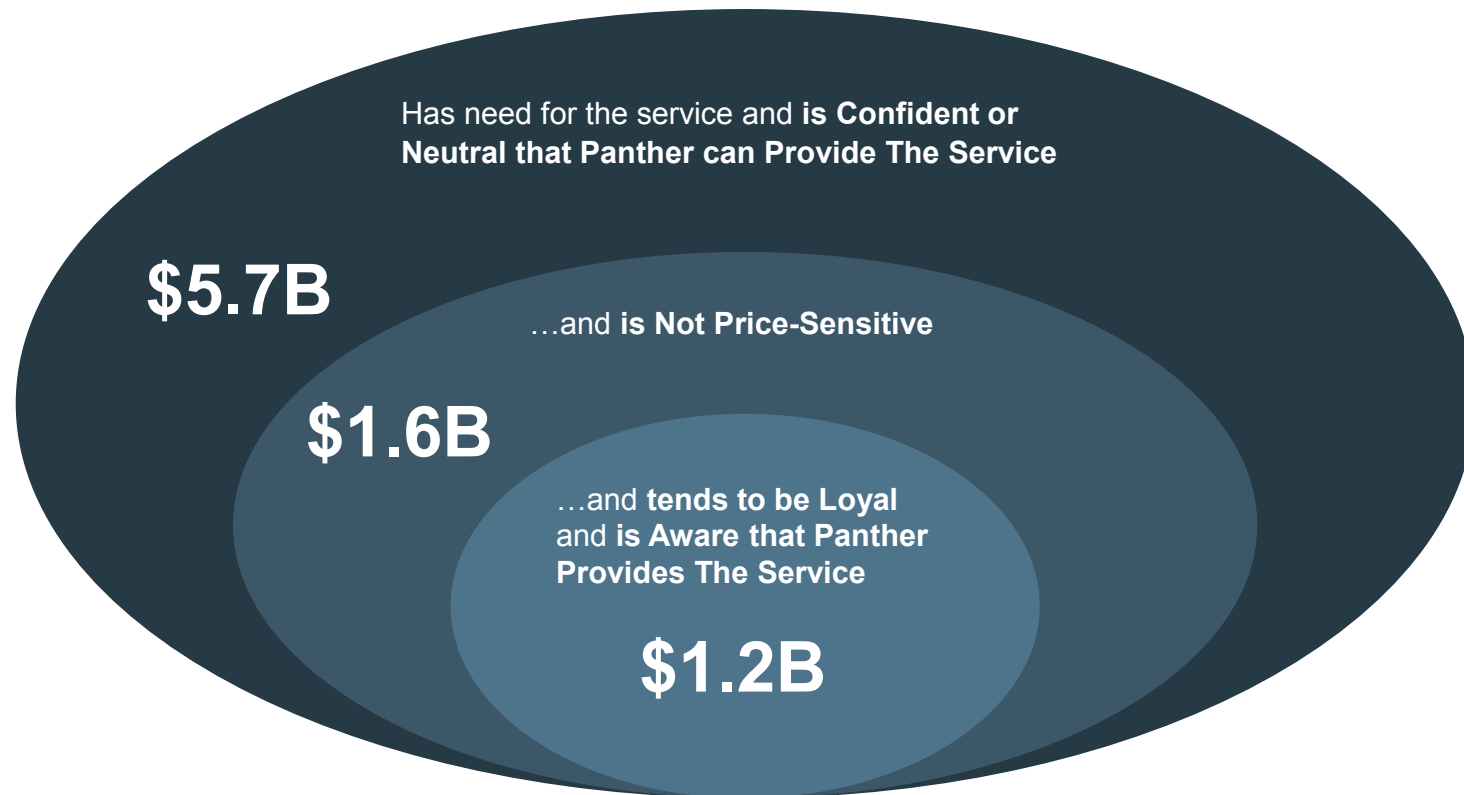 Has need for the service and is Confident or
Neutral that Panther can Provide The Service
$5.7B
…and is Not Price-Sensitive
$1.6B
…and tends to be Loyal
and is Aware that Panther
Provides The Service
$1.2B